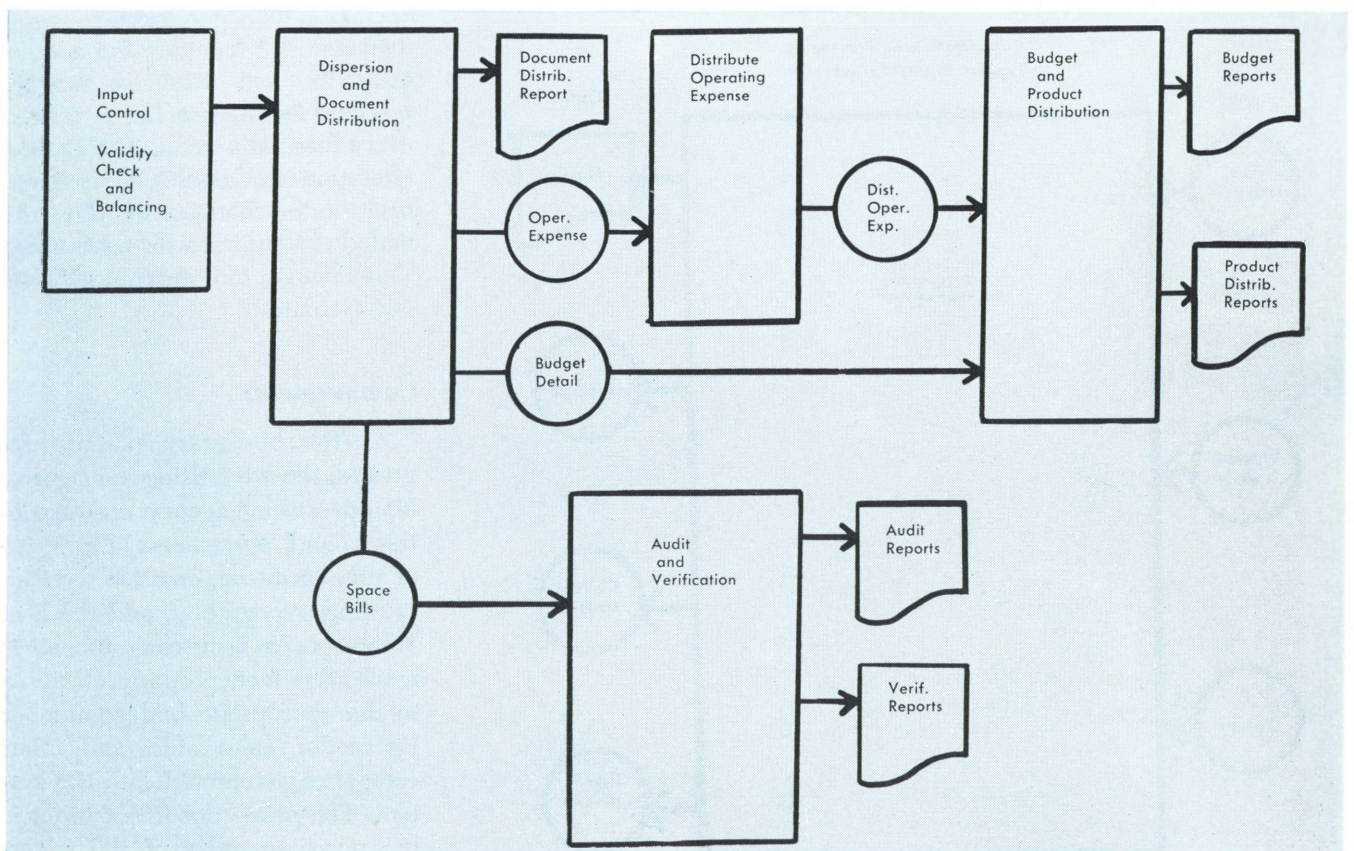 Input
Control
Validity
Check
and
Balancing
Dispersion
and
Document
Distribution
Document
Distrib.
Report
Oper.
Expense
Budget
Detail
Space
Bills
Distribute
Operating
Expense
Dist.
Oper.
Exp.
Budget
and
Product
Distribution
Budget
Reports
Product
Distrib.
Reports
Audit
and
Verification
Audit
Reports
Verif.
Reports